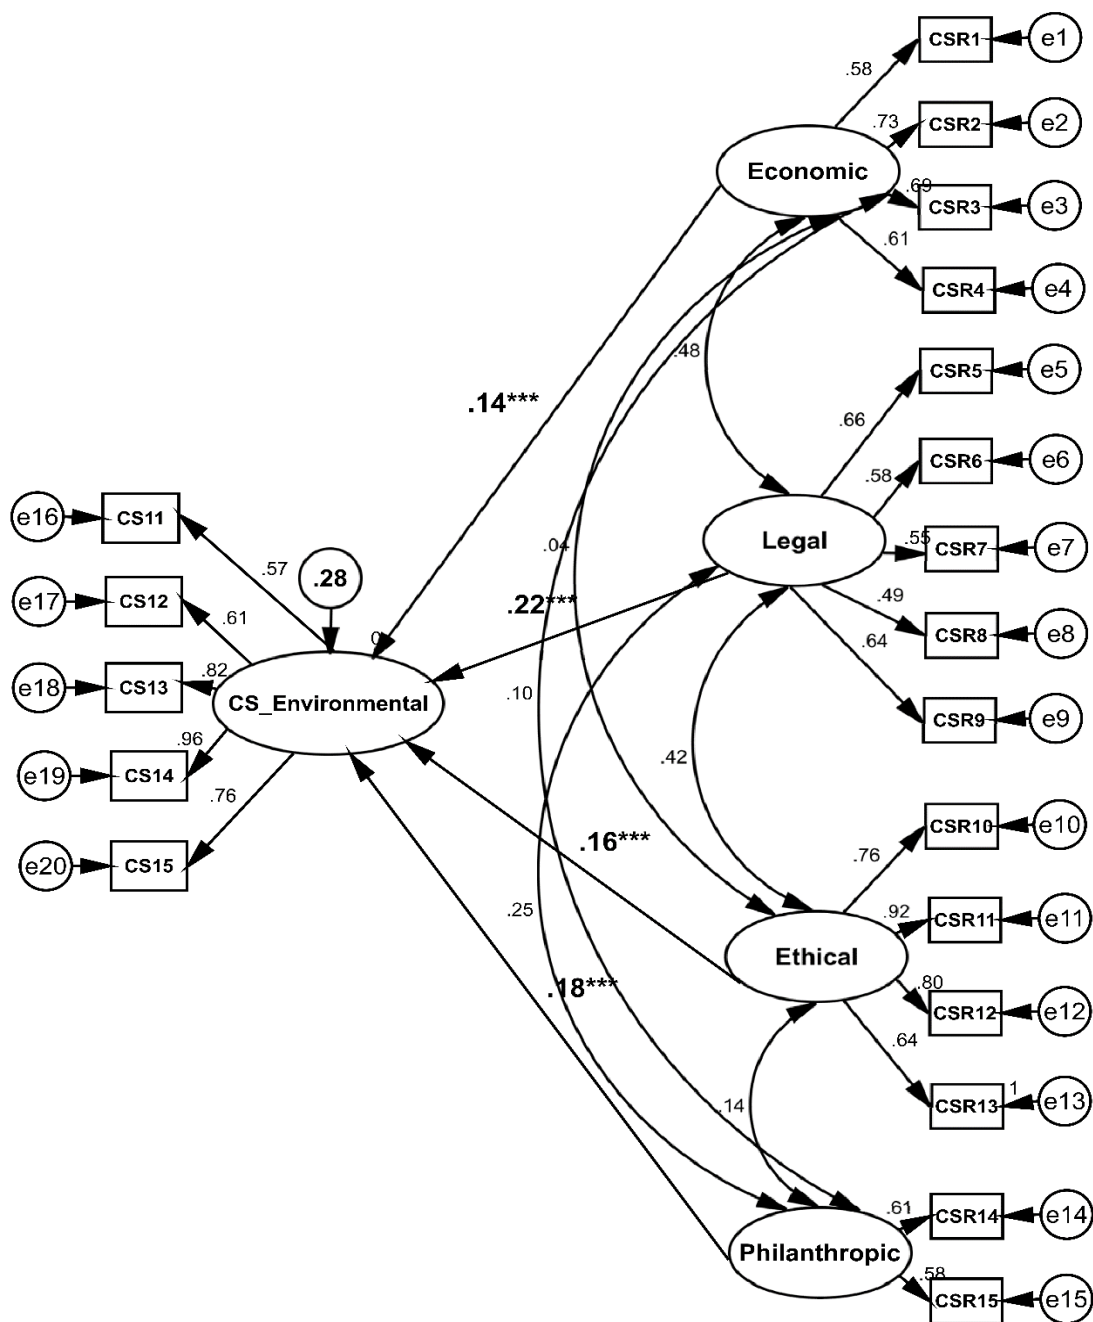 CSR1
e1
.58
.73
CSR2
e2
Economic
.69
CSR3
e3
.61
CSR4
e4
.48
CSR5
e5
.14***
.66
.58
CSR6
e6
e16
CS11
Legal
.55
CSR7
e7
.04
.57
.28
e17
CS12
.61
.22***
.49
CSR8
e8
0
.64
e18
CS13
.82
CS_Environmental
.10
CSR9
e9
.96
.42
e19
CS14
.76
.16***
.76
CSR10
e10
e20
CS15
.25
.92
CSR11
e11
Ethical
.18***
.80
CSR12
e12
.64
.14
1
CSR13
e13
.61
CSR14
e14
Philanthropic
.58
CSR15
e15